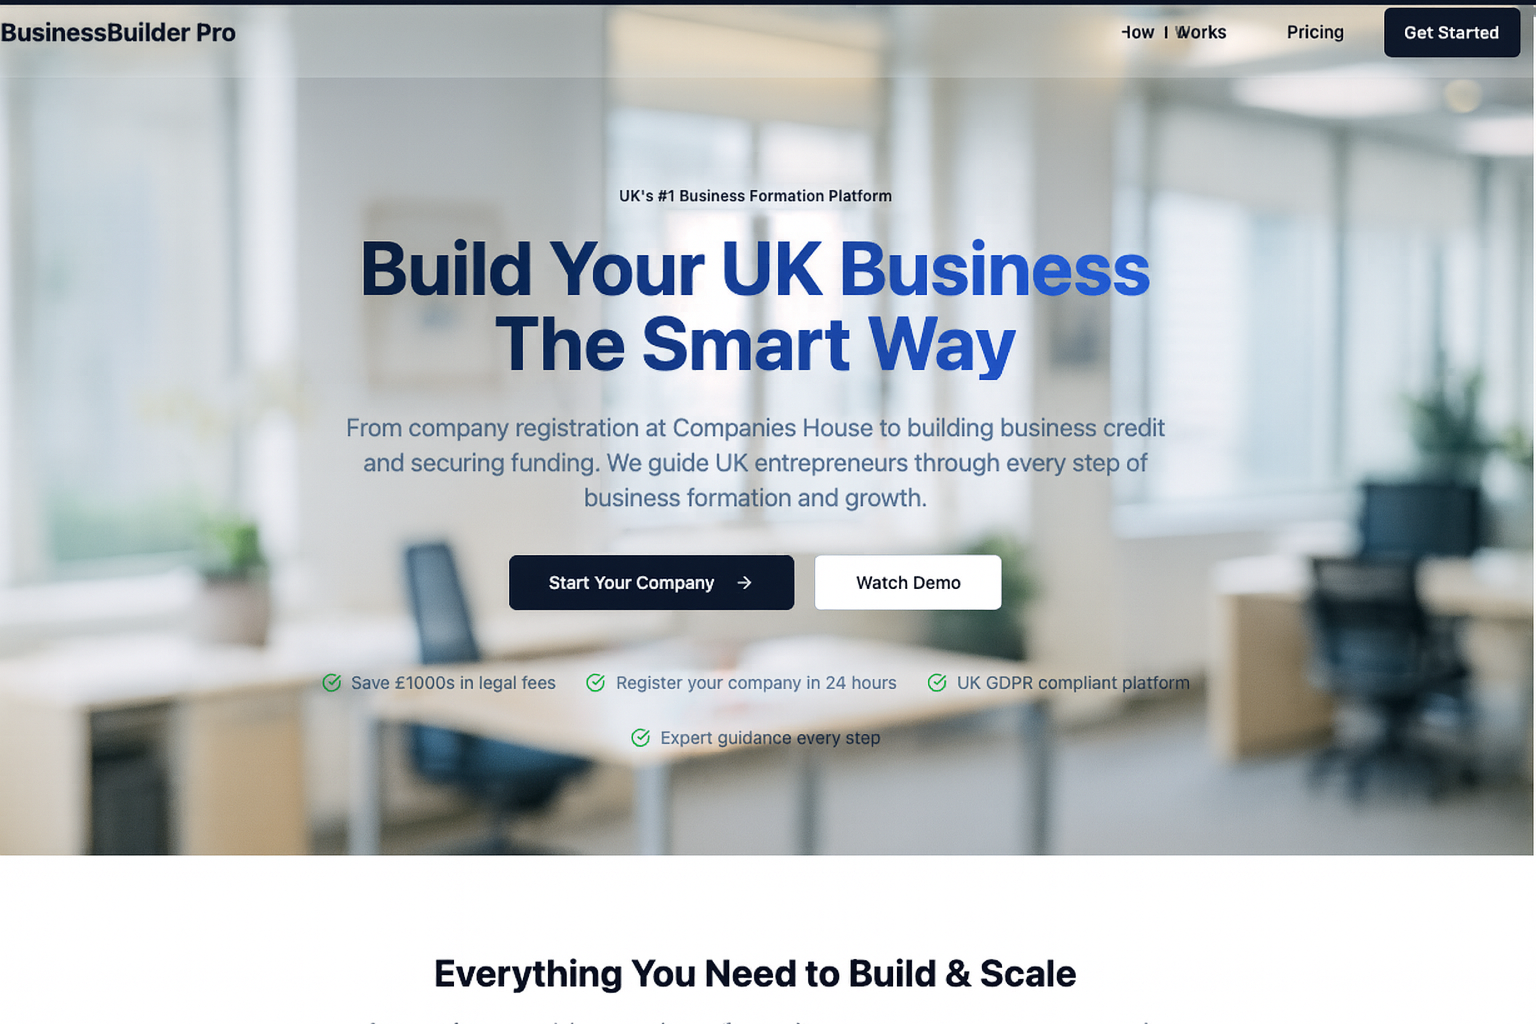 BusinessBuilder Pro
Works
Pricing
Get Started
UK's #1 Business Formation Platform
Build Your UK Business
The Smart Way
From company registration at Companies House to building business credit
and securing funding. We guide UK entrepreneurs through every step of
business formation and growth.
Start Your Company →
Watch Demo
Save £1000s in legal fees
Register your company in 24 hours
UK GDPR compliant platform
Expert guidance every step
Everything You Need to Build & Scale